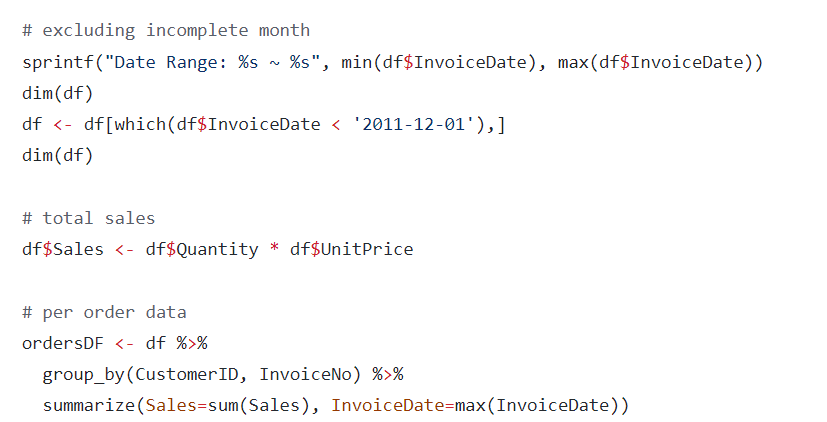 # excluding incomplete month
sprintf("Date Range: %s ~ %s", min(df$InvoiceDate), max(df$InvoiceDate))
dim(df)
df <- df[which(df$InvoiceDate < '2011-12-01'),]
dim(df)

# total sales
df$Sales <- df$Quantity * df$UnitPrice

# per order data
ordersDF <- df %>%
  group_by(CustomerID, InvoiceNo) %>%
  summarize(Sales=sum(Sales), InvoiceDate=max(InvoiceDate))